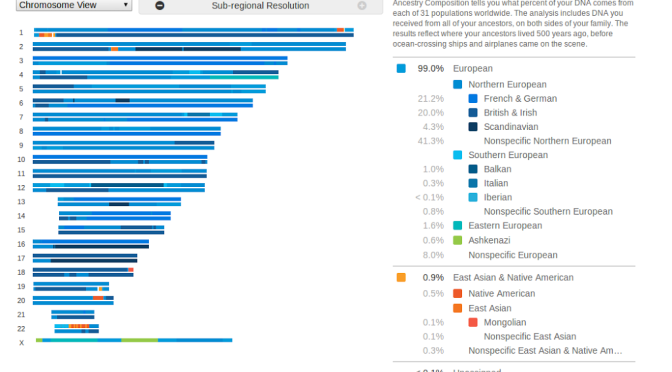 Chromosome View
Sub-regional Resolution
1
2
3
4
5
6
7
8
9
10
11
12
13
14
15
16
17
18
19
20
21
22
X
Ancestry Composition tells you what percent of your DNA comes from
each of 31 populations worldwide. The analysis includes DNA you
received from all of your ancestors, on both sides of your family. The
results reflect where your ancestors lived 500 years ago, before
ocean-crossing ships and airplanes came on the scene.
99.0% European
Northern European
21.2% French & German
20.0% British & Irish
4.3% Scandinavian
41.3% Nonspecific Northern European
Southern European
1.0% Balkan
0.3% Italian
< 0.1% Iberian
0.8% Nonspecific Southern European
1.6% Eastern European
0.6% Ashkenazi
8.0% Nonspecific European
0.9% East Asian & Native American
0.5% Native American
East Asian
0.1% Mongolian
0.1% Nonspecific East Asian
0.3% Nonspecific East Asian & Native Am…
< 0.1% Unassigned